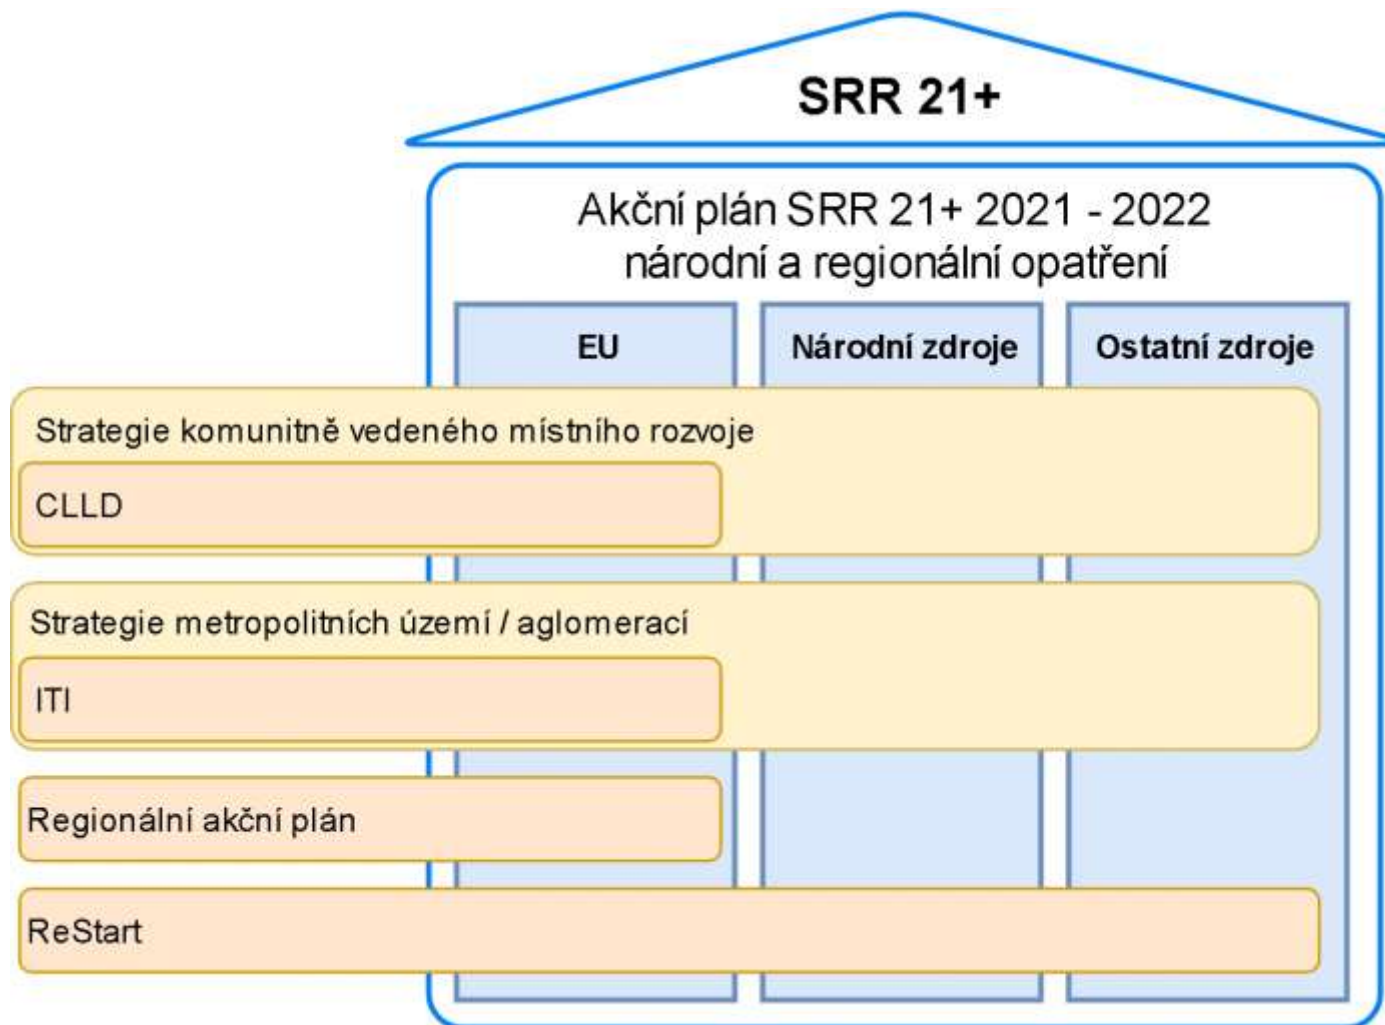 SRR 21+
Akční plán SRR 21+ 2021 - 2022
národní a regionální opatření
EU
Národní zdroje
Ostatní zdroje
Strategie komunitně vedeného místního rozvoje
CLLD
Strategie metropolitních území / aglomerací
ITI
Regionální akční plán
ReStart